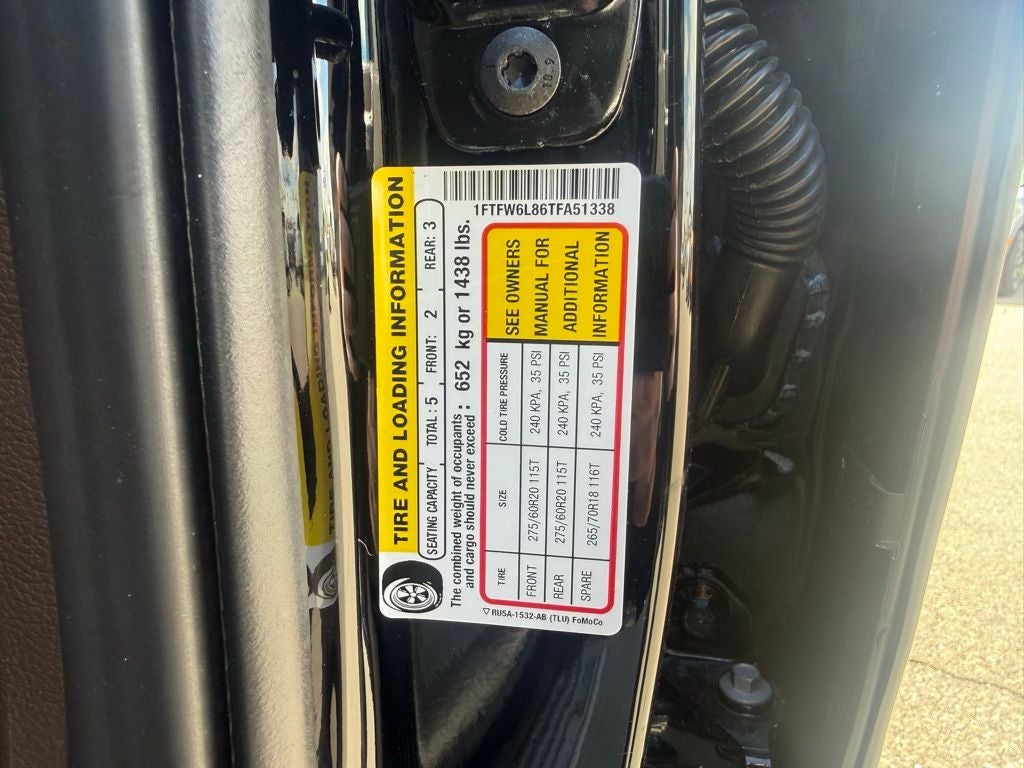 1FTFW6L86TFA51338
TIRE AND LOADING INFORMATION
SEATING CAPACITY TOTAL: 5 FRONT: 2 REAR: 3
The combined weight of occupants
and cargo should never exceed : 652 kg or 1438 lbs.
TIRE SIZE COLD TIRE PRESSURE
FRONT 275/60R20 115T 240 KPA, 35 PSI
REAR 275/60R20 115T 240 KPA, 35 PSI
SPARE 265/70R18 116T 240 KPA, 35 PSI
SEE OWNERS
MANUAL FOR
ADDITIONAL
INFORMATION
RU5A-1532-AB (TLU) FoMoCo
10.9